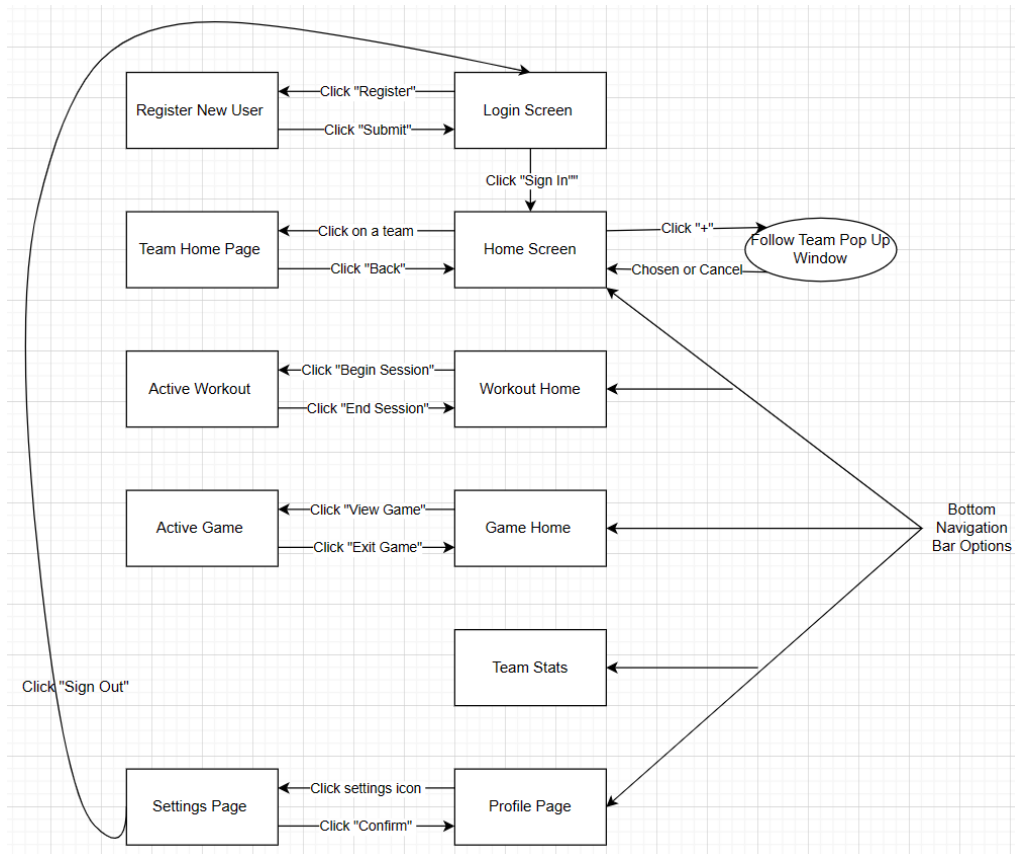 Register New User
Click "Register"
Click "Submit"
Login Screen
Click "Sign In""
Team Home Page
Click on a team
Click "Back"
Home Screen
Click "+"
Chosen or Cancel
Follow Team Pop Up
Window
Active Workout
Click "Begin Session"
Click "End Session"
Workout Home
Active Game
Click "View Game"
Click "Exit Game"
Game Home
Bottom
Navigation
Bar Options
Team Stats
Click "Sign Out"
Settings Page
Click settings icon
Click "Confirm"
Profile Page